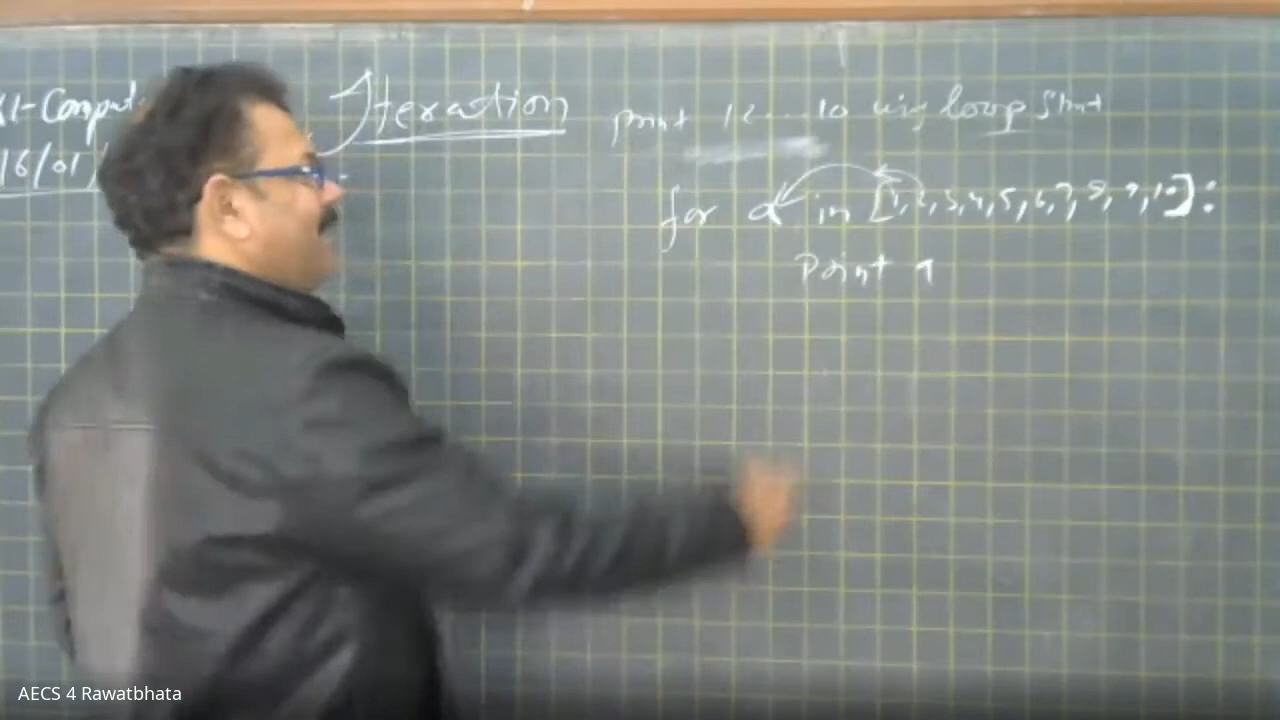 XI-Comput
16/01/
Iteration
print 12....10 using loop Stmt
for a in [1,2,3,4,5,6,7,8,9,10]:
Print a
AECS 4 Rawatbhata